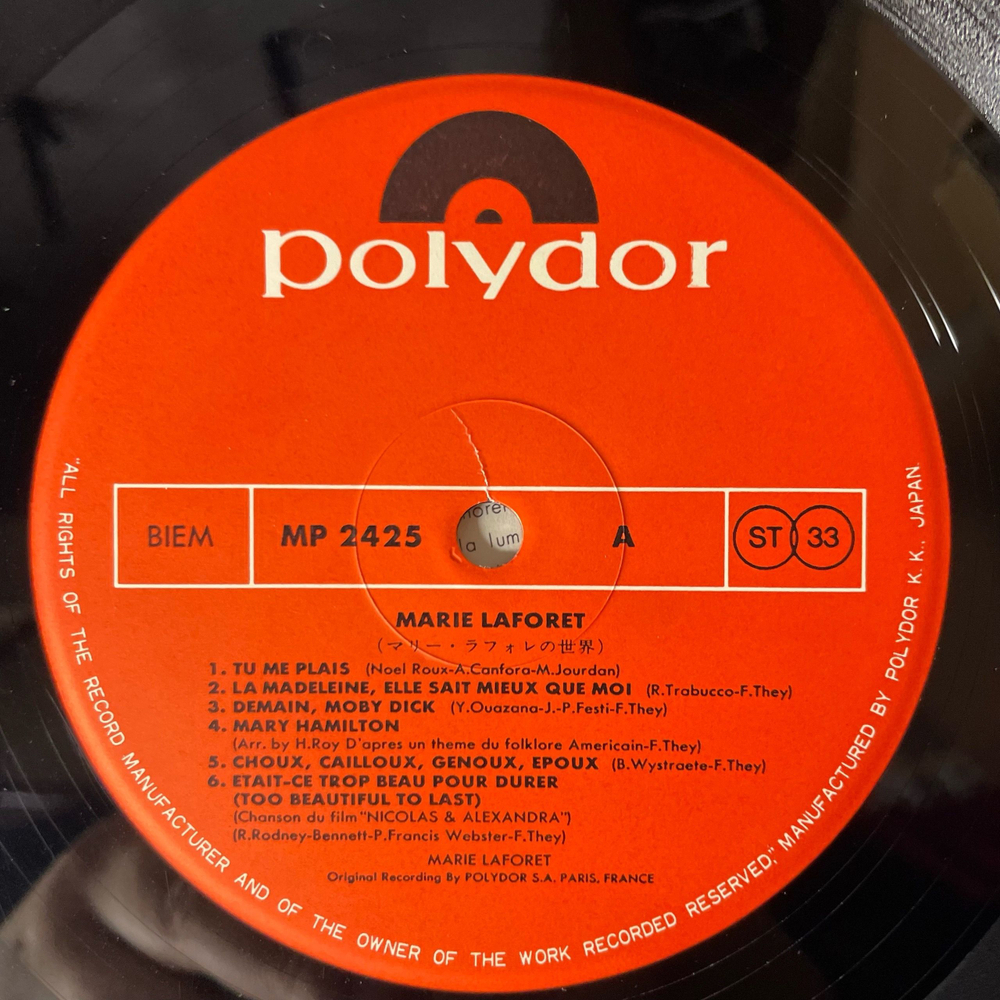 polydor
BIEM MP 2425 A ST 33
horet
la lum
MARIE LAFORET
(マリー・ラフォレの世界)
1. TU ME PLAIS (Noel Roux-A.Canfora-M.Jourdan)
2. LA MADELEINE, ELLE SAIT MIEUX QUE MOI (R.Trabucco-F.They)
3. DEMAIN, MOBY DICK (Y.Ouazana-J.-P.Festi-F.They)
4. MARY HAMILTON
(Arr. by H.Roy D'apres un theme du folklore Americain-F.They)
5. CHOUX, CAILLOUX, GENOUX, EPOUX (B.Wystraete-F.They)
6. ETAIT-CE TROP BEAU POUR DURER
(TOO BEAUTIFUL TO LAST)
(Chanson du film "NICOLAS & ALEXANDRA")
(R.Rodney-Bennett-P.Francis Webster-F.They)
MARIE LAFORET
Original Recording By POLYDOR S.A. PARIS, FRANCE
"ALL RIGHTS OF THE RECORD MANUFACTURER AND OF THE OWNER OF THE WORK RECORDED RESERVED," MANUFACTURED BY POLYDOR K.K., JAPAN.